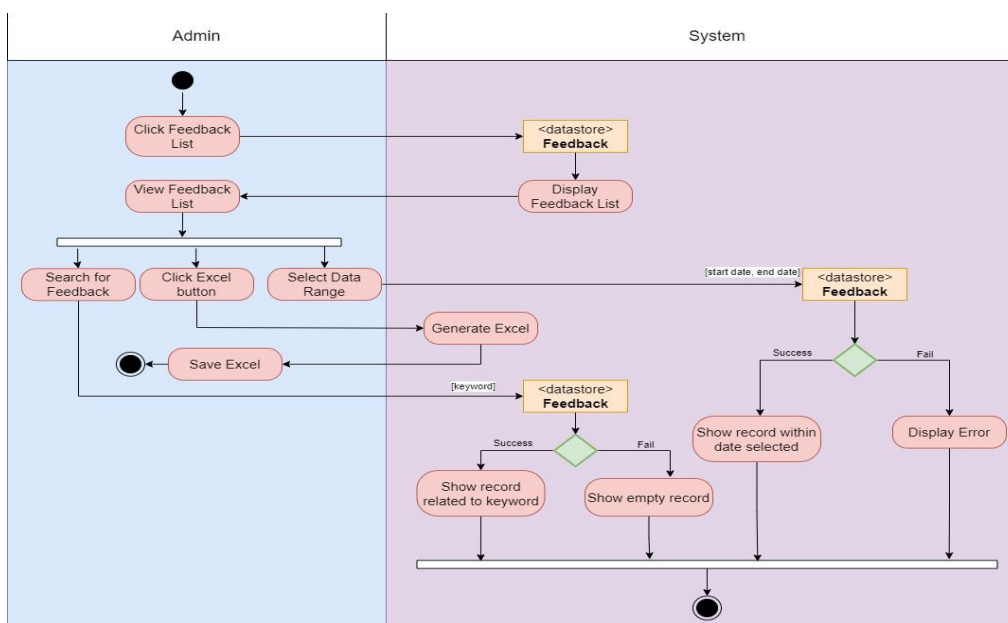 Admin
System
Click Feedback
List
<datastore>
Feedback
View Feedback
List
Display
Feedback List
Search for
Feedback
Click Excel
button
Select Data
Range
[start date, end date]
<datastore>
Feedback
Generate Excel
Save Excel
Success
Fail
[keyword]
<datastore>
Feedback
Show record within
date selected
Display Error
Success
Fail
Show record
related to keyword
Show empty record